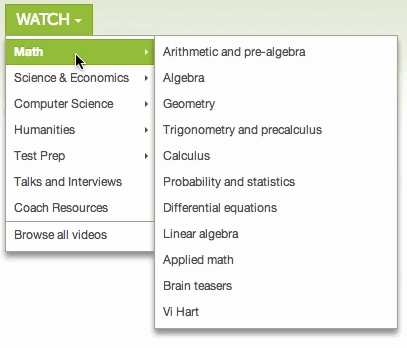 WATCH
Math
Science & Economics
Computer Science
Humanities
Test Prep
Talks and Interviews
Coach Resources
Browse all videos
Arithmetic and pre-algebra
Algebra
Geometry
Trigonometry and precalculus
Calculus
Probability and statistics
Differential equations
Linear algebra
Applied math
Brain teasers
Vi Hart